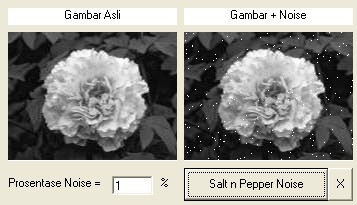 Gambar Asli
Gambar + Noise
Prosentase Noise = 1 %
Salt n Pepper Noise
X